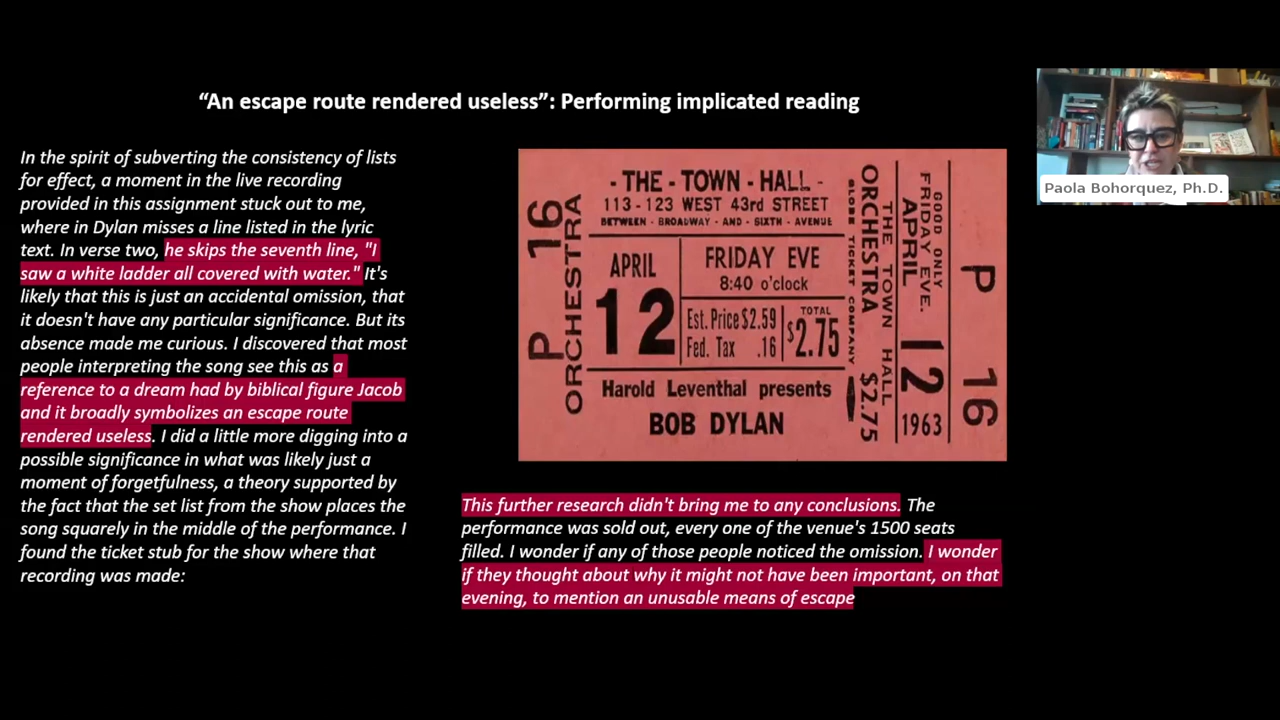 “An escape route rendered useless”: Performing implicated reading
In the spirit of subverting the consistency of lists
for effect, a moment in the live recording
provided in this assignment stuck out to me,
where in Dylan misses a line listed in the lyric
text. In verse two, he skips the seventh line, "I
saw a white ladder all covered with water." It's
likely that this is just an accidental omission, that
it doesn't have any particular significance. But its
absence made me curious. I discovered that most
people interpreting the song see this as a
reference to a dream had by biblical figure Jacob
and it broadly symbolizes an escape route
rendered useless. I did a little more digging into a
possible significance in what was likely just a
moment of forgetfulness, a theory supported by
the fact that the set list from the show places the
song squarely in the middle of the performance. I
found the ticket stub for the show where that
recording was made:
P 16
ORCHESTRA
- THE - TOWN - HALL -
113-123 WEST 43rd STREET
BETWEEN - BROADWAY - AND - SIXTH - AVENUE
APRIL
12
FRIDAY EVE
8:40 o'clock
Est. Price $2.59
Fed. Tax .16
TOTAL
$2.75
Harold Leventhal presents
BOB DYLAN
GLOBE TICKET COMPANY
ORCHESTRA $2.75
THE TOWN HALL
APRIL 12
FRIDAY EVE.
GOOD ONLY
1963
P 16
This further research didn't bring me to any conclusions. The
performance was sold out, every one of the venue's 1500 seats
filled. I wonder if any of those people noticed the omission. I wonder
if they thought about why it might not have been important, on that
evening, to mention an unusable means of escape
Paola Bohorquez, Ph.D.